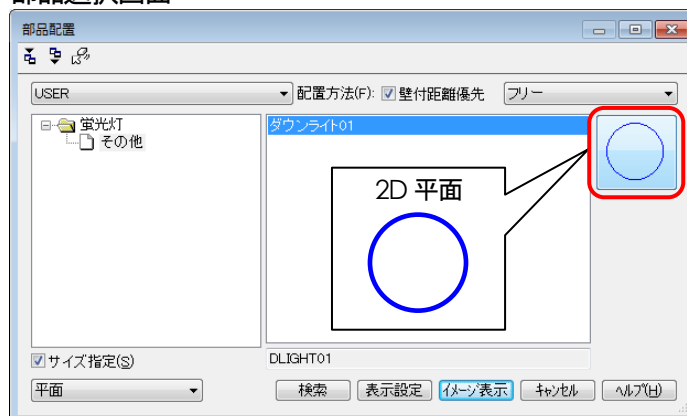 部品選択画面
部品配置
USER 配置方法(F): 壁付距離優先 フリー
蛍光灯
その他
ダウンライト01
2D 平面
サイズ指定(S) DLIGHT01
平面 検索 表示設定 イメージ表示 キャンセル ヘルプ(H)